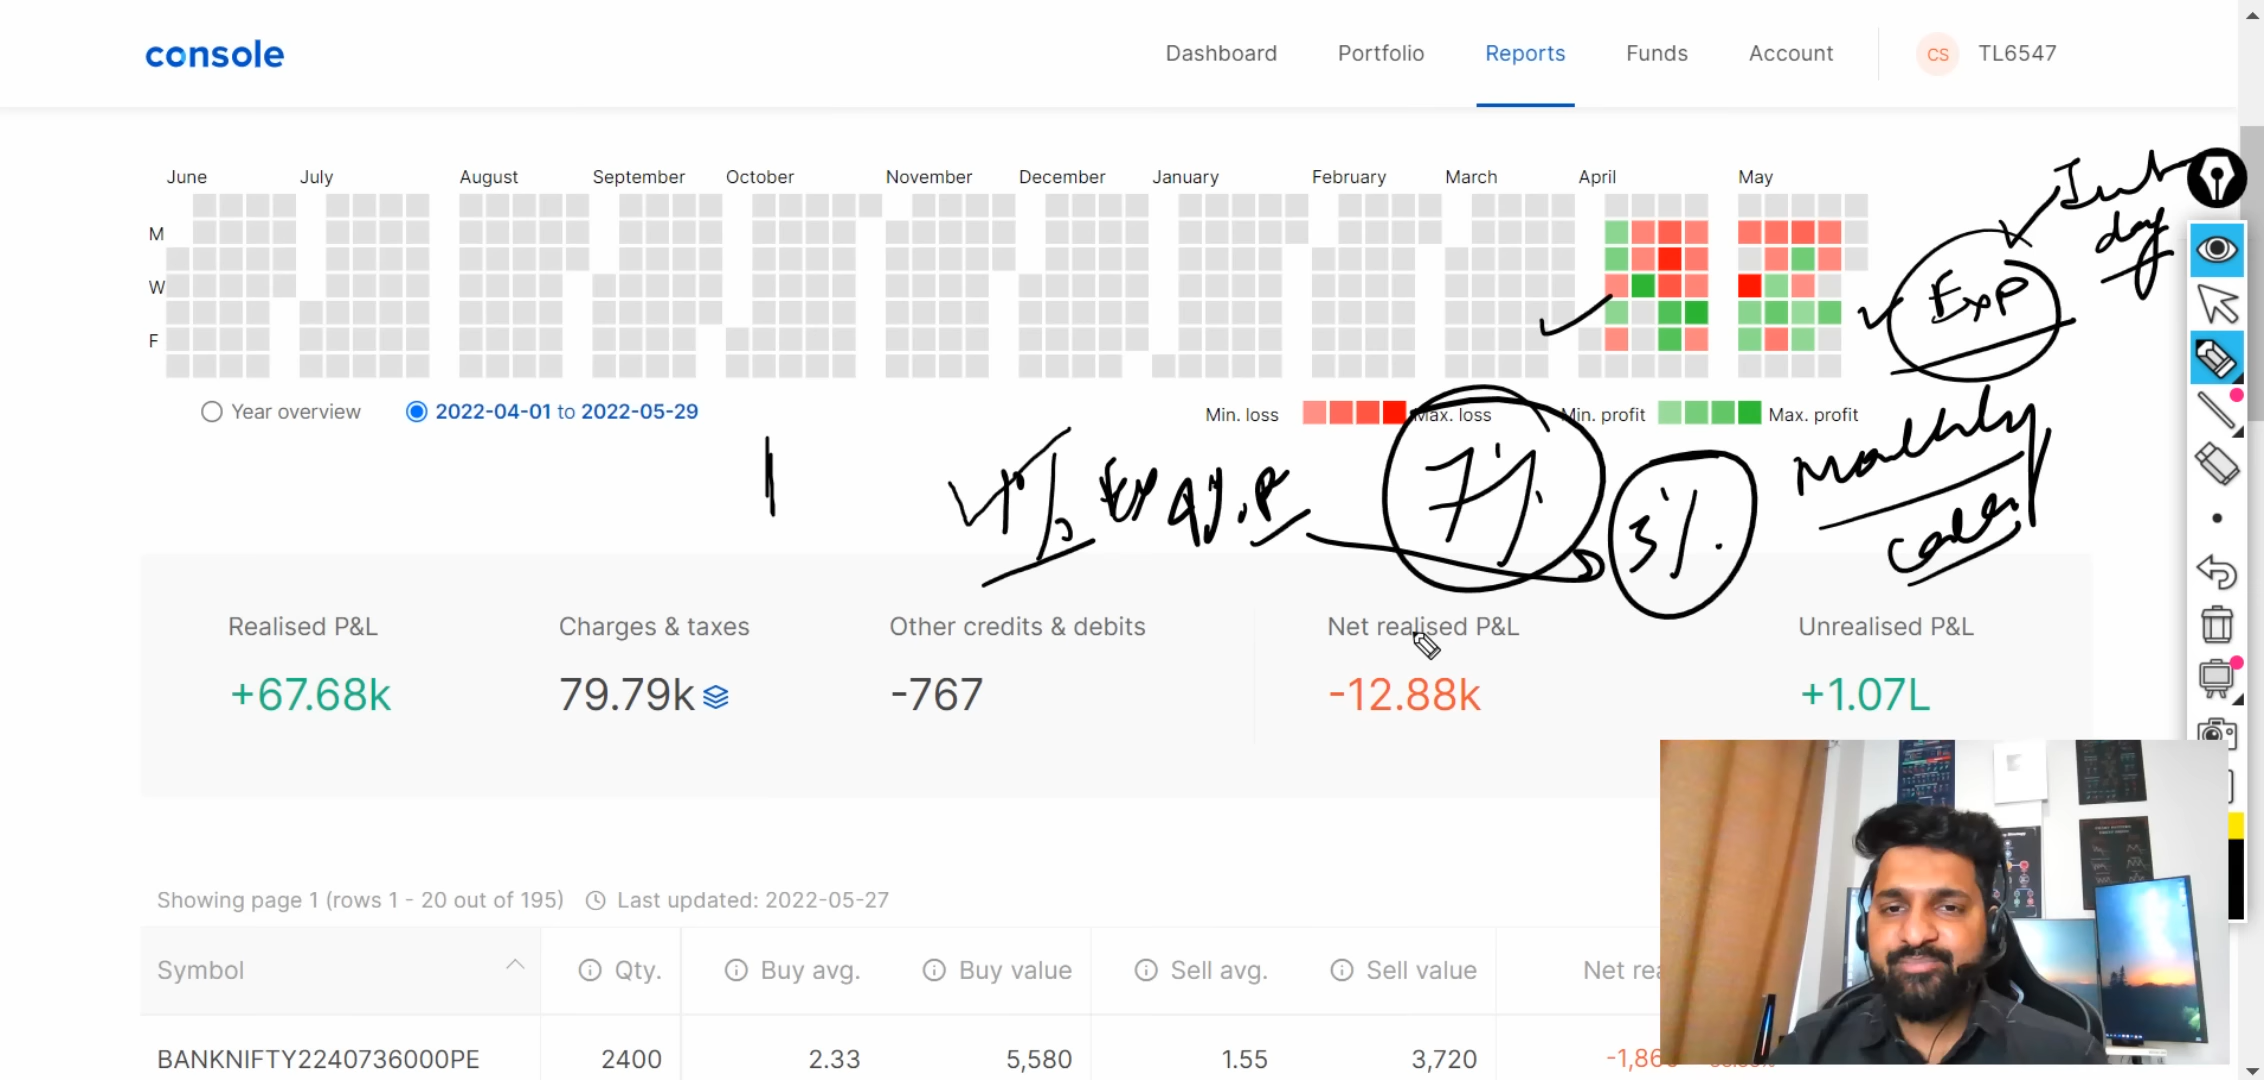 console
Dashboard Portfolio Reports Funds Account CS TL6547
June July August September October November December January February March April May
M
W
F
Intra
day
Exp
Year overview 2022-04-01 to 2022-05-29
Min. loss Max. loss Min profit Max. profit
7%
3%
Monthly
Realised P&L Charges & taxes Other credits & debits Net realised P&L Unrealised P&L
+67.68k 79.79k -767 -12.88k +1.07L
Showing page 1 (rows 1 - 20 out of 195) Last updated: 2022-05-27
Symbol Qty. Buy avg. Buy value Sell avg. Sell value Net rea
BANKNIFTY2240736000PE 2400 2.33 5,580 1.55 3,720 -1,86